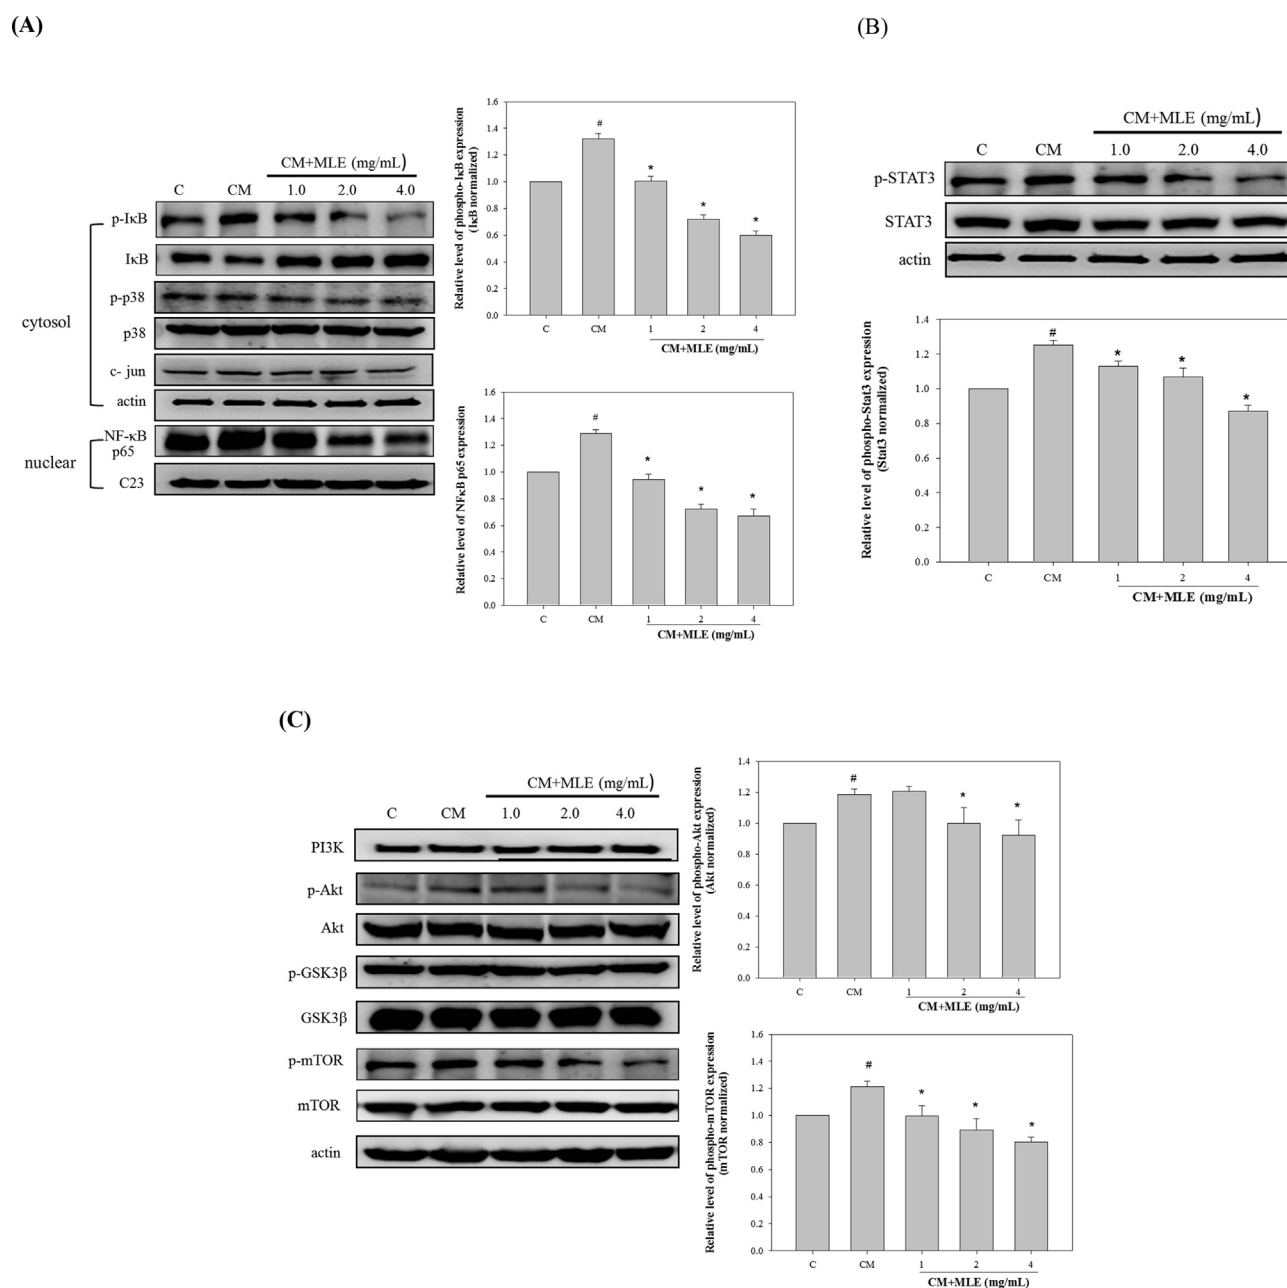 (A)
CM+MLE (mg/mL)
C CM 1.0 2.0 4.0
p-IκB
IκB
p-p38
cytosol
p38
c- jun
actin
NF-κB
p65
nuclear
C23
Relative level of phospho-IκB expression
(IκB normalized)
1.6
1.4
1.2
1.0
0.8
0.6
0.4
0.2
0.0
#
*
*
*
C CM 1 2 4
CM+MLE (mg/mL)
Relative level of NFκB p65 expression
1.6
1.4
1.2
1.0
0.8
0.6
0.4
0.2
0.0
#
*
*
*
C CM 1 2 4
CM+MLE (mg/mL)
(B)
CM+MLE (mg/mL)
C CM 1.0 2.0 4.0
p-STAT3
STAT3
actin
Relative level of phospho-Stat3 expression
(Stat3 normalized)
1.4
1.2
1.0
0.8
0.6
0.4
0.2
0.0
#
*
*
*
C CM 1 2 4
CM+MLE (mg/mL)
(C)
CM+MLE (mg/mL)
C CM 1.0 2.0 4.0
PI3K
p-Akt
Akt
p-GSK3β
GSK3β
p-mTOR
mTOR
actin
Relative level of phospho-Akt expression
(Akt normalized)
1.4
1.2
1.0
0.8
0.6
0.4
0.2
0.0
#
*
*
C CM 1 2 4
CM+MLE (mg/mL)
Relative level of phospho-mTOR expression
(mTOR normalized)
1.6
1.4
1.2
1.0
0.8
0.6
0.4
0.2
0.0
#
*
*
*
C CM 1 2 4
CM+MLE (mg/mL)